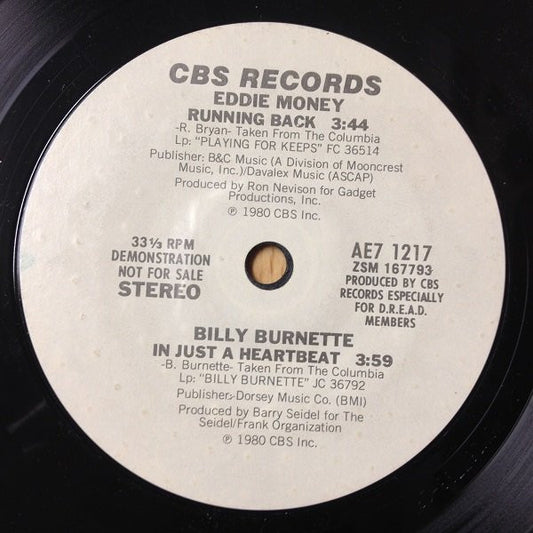 CBS RECORDS
EDDIE MONEY
RUNNING BACK 3:44
-R. Bryan- Taken From The Columbia
Lp: "PLAYING FOR KEEPS" FC 36514
Publisher: B&C Music (A Division of Mooncrest
Music, Inc.)/Davalex Music (ASCAP)
Produced by Ron Nevison for Gadget
Productions, Inc.
℗ 1980 CBS Inc.
33⅓ RPM
DEMONSTRATION
NOT FOR SALE
STEREO
AE7 1217
ZSM 167793
PRODUCED BY CBS
RECORDS ESPECIALLY
FOR D.R.E.A.D.
MEMBERS
BILLY BURNETTE
IN JUST A HEARTBEAT 3:59
-B. Burnette- Taken From The Columbia
Lp: "BILLY BURNETTE" JC 36792
Publisher: Dorsey Music Co. (BMI)
Produced by Barry Seidel for The
Seidel/Frank Organization
℗ 1980 CBS Inc.